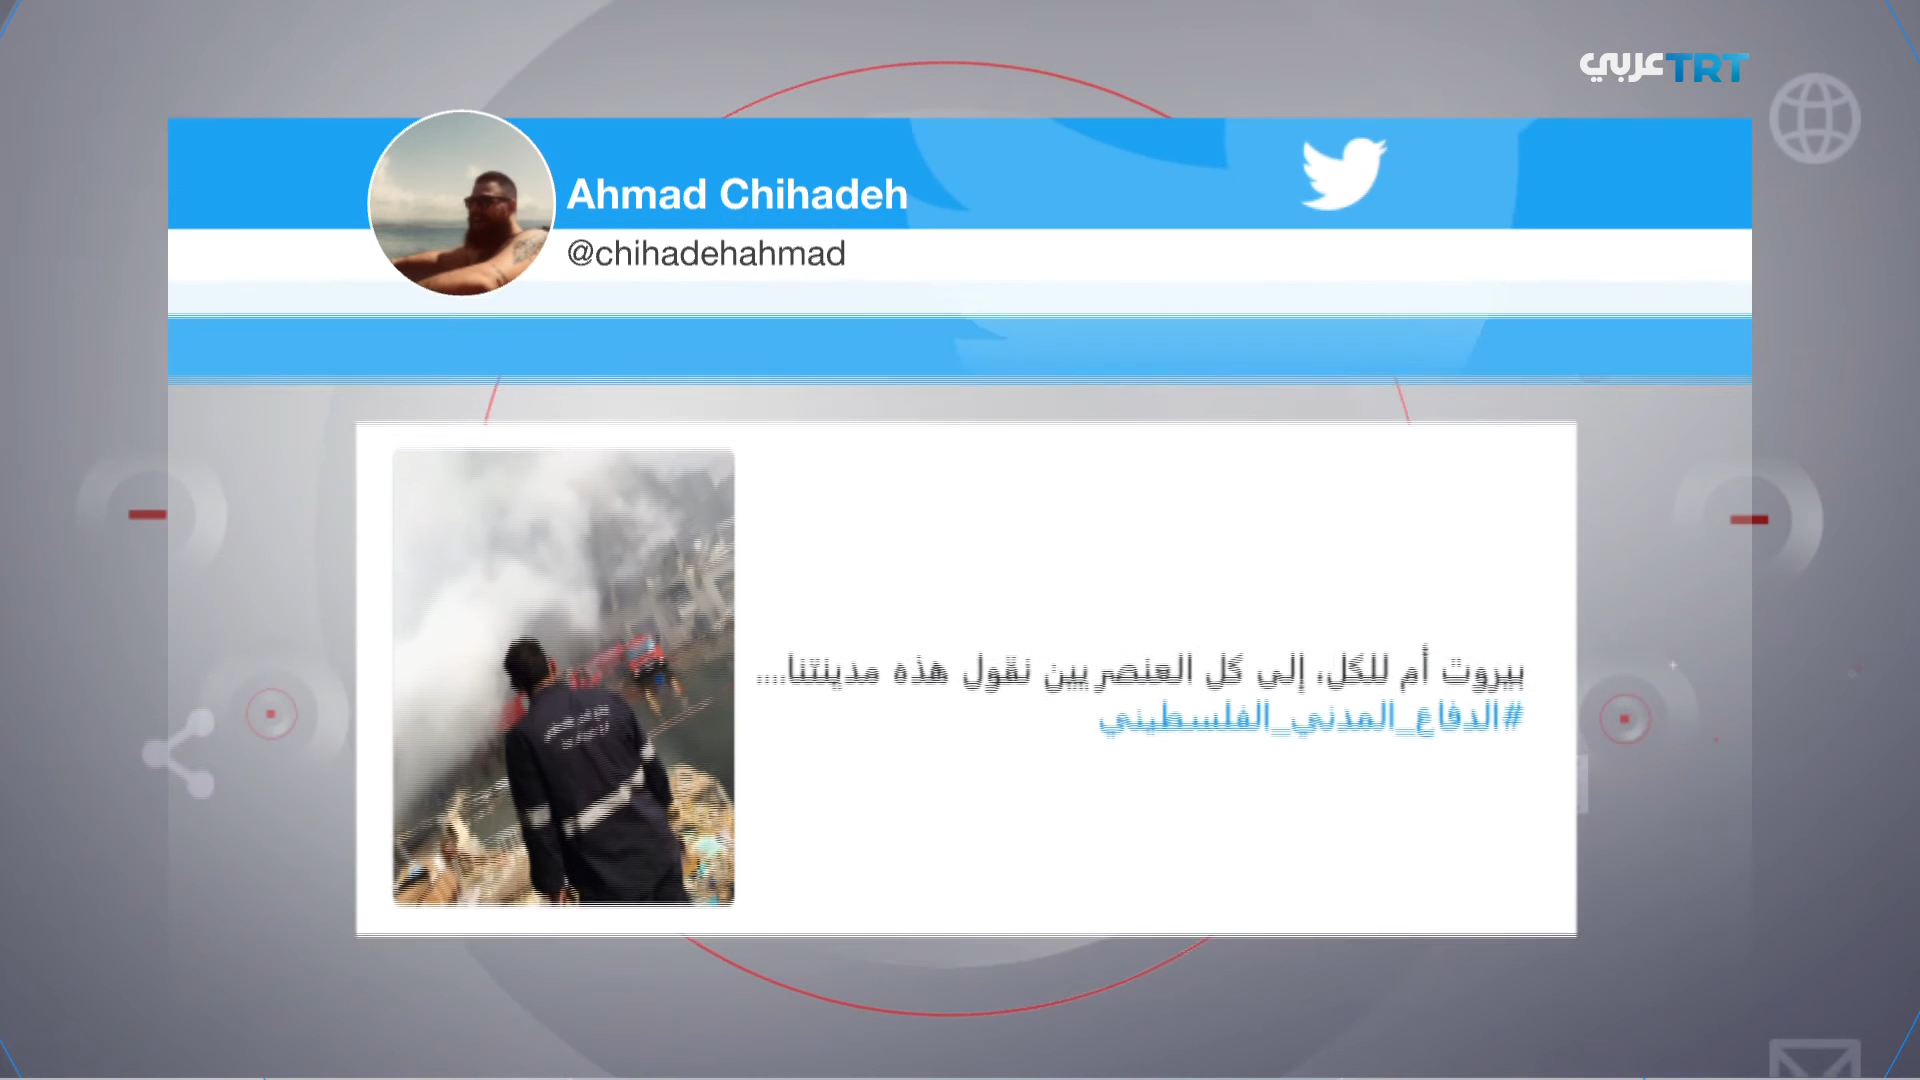 TRT عربي
Ahmad Chihadeh
@chihadehahmad
بيروت أم للكل، إلى كل العنصريين نقول هذه مدينتنا....
#الدفاع_المدني_الفلسطيني